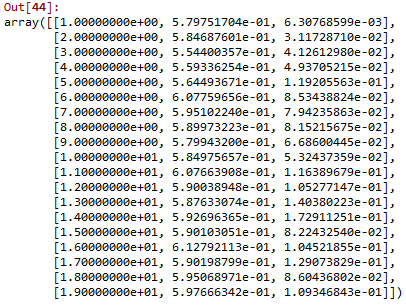 Out[44]:
array([[1.00000000e+00, 5.79751704e-01, 6.30768599e-03],
[2.00000000e+00, 5.84687601e-01, 3.11728710e-02],
[3.00000000e+00, 5.54400357e-01, 4.12612980e-02],
[4.00000000e+00, 5.59336254e-01, 4.93705215e-02],
[5.00000000e+00, 5.64493671e-01, 1.19205563e-01],
[6.00000000e+00, 6.07759656e-01, 8.53438824e-02],
[7.00000000e+00, 5.95102240e-01, 7.94235863e-02],
[8.00000000e+00, 5.89973223e-01, 8.15215675e-02],
[9.00000000e+00, 5.79943200e-01, 6.68600445e-02],
[1.00000000e+01, 5.84975657e-01, 5.32437359e-02],
[1.10000000e+01, 6.07663908e-01, 1.16389679e-01],
[1.20000000e+01, 5.90038948e-01, 1.05277147e-01],
[1.30000000e+01, 5.87633074e-01, 1.40380223e-01],
[1.40000000e+01, 5.92696365e-01, 1.72911251e-01],
[1.50000000e+01, 5.90103051e-01, 8.22432540e-02],
[1.60000000e+01, 6.12792113e-01, 1.04521855e-01],
[1.70000000e+01, 5.90198799e-01, 1.29073829e-01],
[1.80000000e+01, 5.95068971e-01, 8.60436802e-02],
[1.90000000e+01, 5.97666342e-01, 1.09346843e-01]])